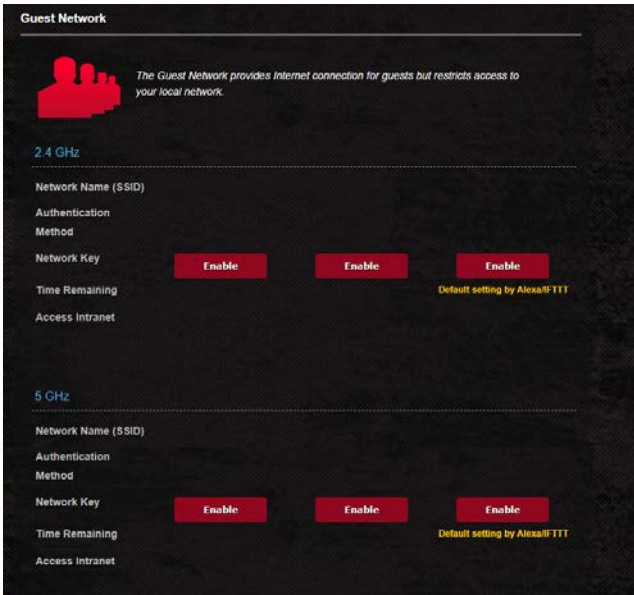 Guest Network
The Guest Network provides Internet connection for guests but restricts access to
your local network.
2.4 GHz
Network Name (SSID)
Authentication
Method
Network Key
Enable Enable Enable
Time Remaining
Default setting by Alexa/IFTTT
Access Intranet
5 GHz
Network Name (SSID)
Authentication
Method
Network Key
Enable Enable Enable
Time Remaining
Default setting by Alexa/IFTTT
Access Intranet